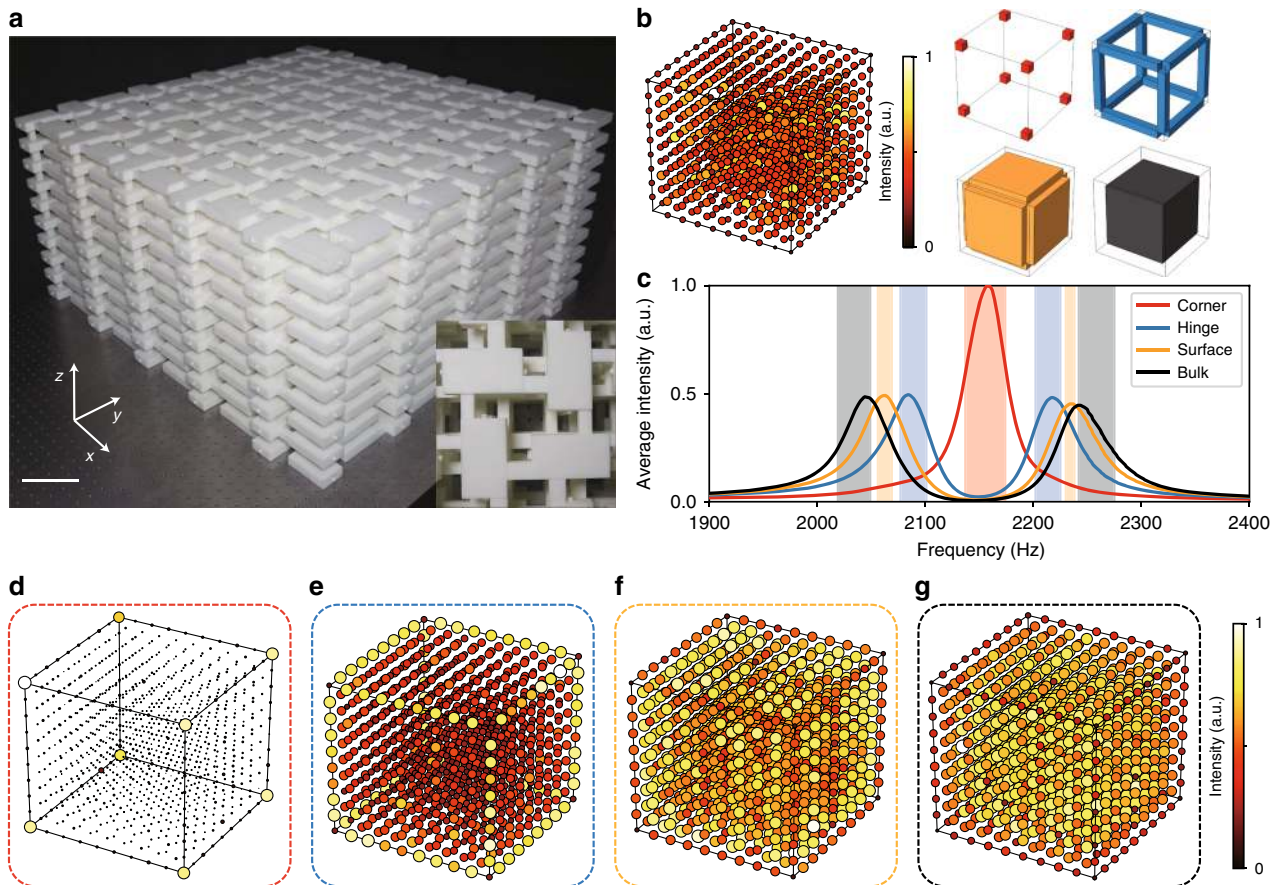 a
z
y
x
b
1
Intensity (a.u.)
0
c
1.0
0.5
0.0
Average intensity (a.u.)
1900
2000
2100
2200
2300
2400
Frequency (Hz)
Corner
Hinge
Surface
Bulk
d
e
f
g
1
Intensity (a.u.)
0